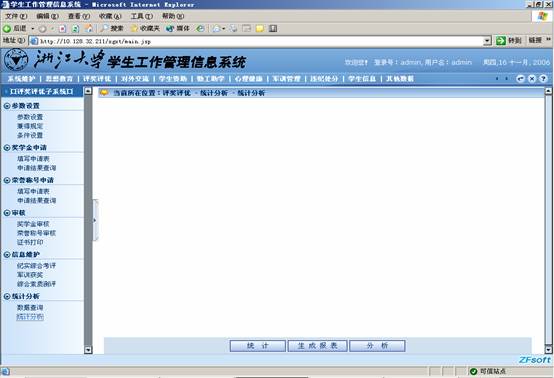 学生工作管理信息系统 - Microsoft Internet Explorer
文件(F) 编辑(E) 查看(V) 收藏(A) 工具(T) 帮助(H)
后退 搜索 收藏夹 媒体
地址(D) http://10.128.32.211/xgxt/main.jsp 转到 链接 »
浙江大学 学生工作管理信息系统
欢迎您! 登录号:admin,用户名:admin 周四,16 十一月, 2006
系统维护 | 思想教育 | 评奖评优 | 对外交流 | 学生资助 | 勤工助学 | 心理健康 | 军训管理 | 违纪处分 | 学生信息 | 其他数据
口评奖评优子系统口
当前所在位置:评奖评优 - 统计分析 - 统计分析
参数设置
参数设置
兼得规定
条件设置
奖学金申请
填写申请表
申请结果查询
荣誉称号申请
填写申请表
申请结果查询
审核
奖学金审核
荣誉称号审核
证书打印
信息维护
纪实综合考评
军训获奖
综合素质测评
统计分析
数据查询
统计分析
统 计 生 成 报 表 分 析
ZFsoft
可信站点